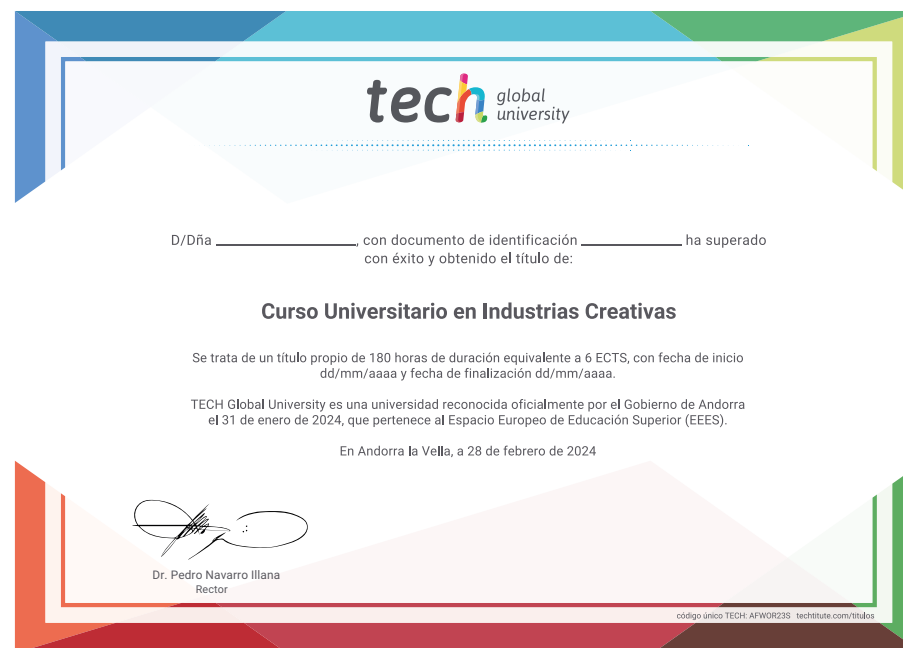 tech global university
D/Dña ____________________, con documento de identificación ______________ ha superado
con éxito y obtenido el título de:
Curso Universitario en Industrias Creativas
Se trata de un título propio de 180 horas de duración equivalente a 6 ECTS, con fecha de inicio
dd/mm/aaaa y fecha de finalización dd/mm/aaaa.
TECH Global University es una universidad reconocida oficialmente por el Gobierno de Andorra
el 31 de enero de 2024, que pertenece al Espacio Europeo de Educación Superior (EEES).
En Andorra la Vella, a 28 de febrero de 2024
Dr. Pedro Navarro Illana
Rector
código único TECH: AFWOR23S techtitute.com/titulos